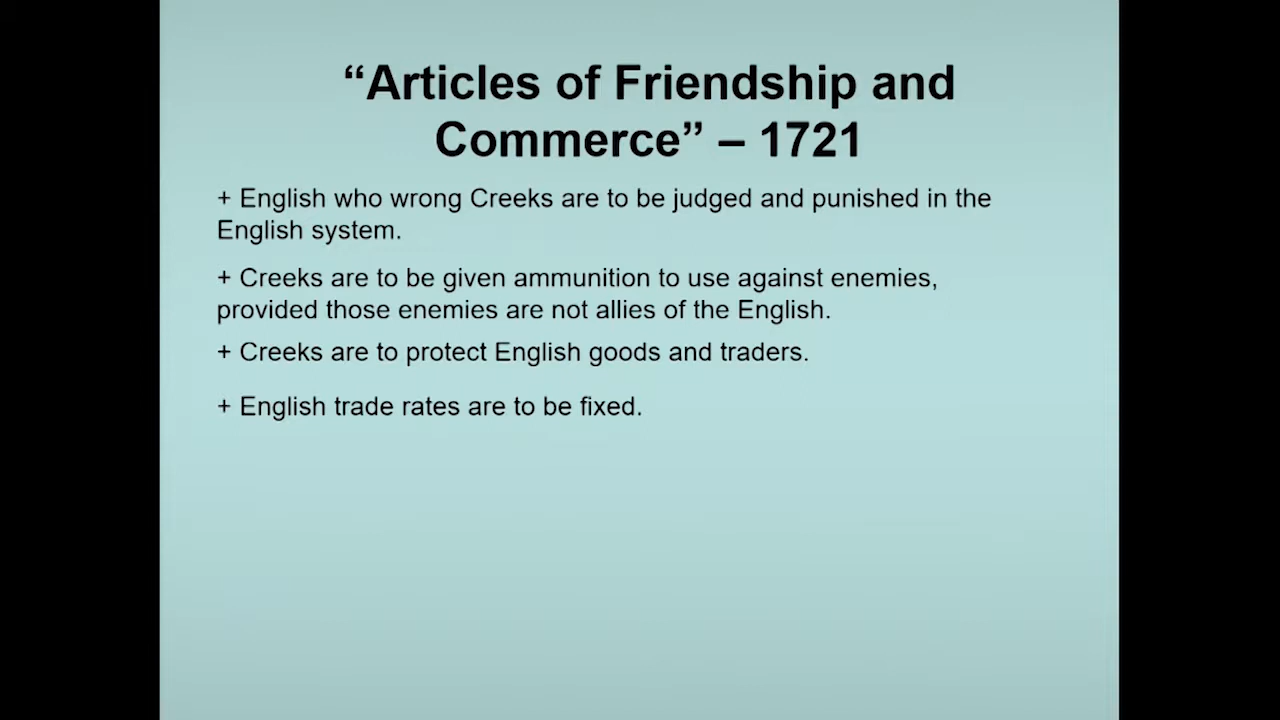 “Articles of Friendship and
Commerce” – 1721
+ English who wrong Creeks are to be judged and punished in the
English system.
+ Creeks are to be given ammunition to use against enemies,
provided those enemies are not allies of the English.
+ Creeks are to protect English goods and traders.
+ English trade rates are to be fixed.